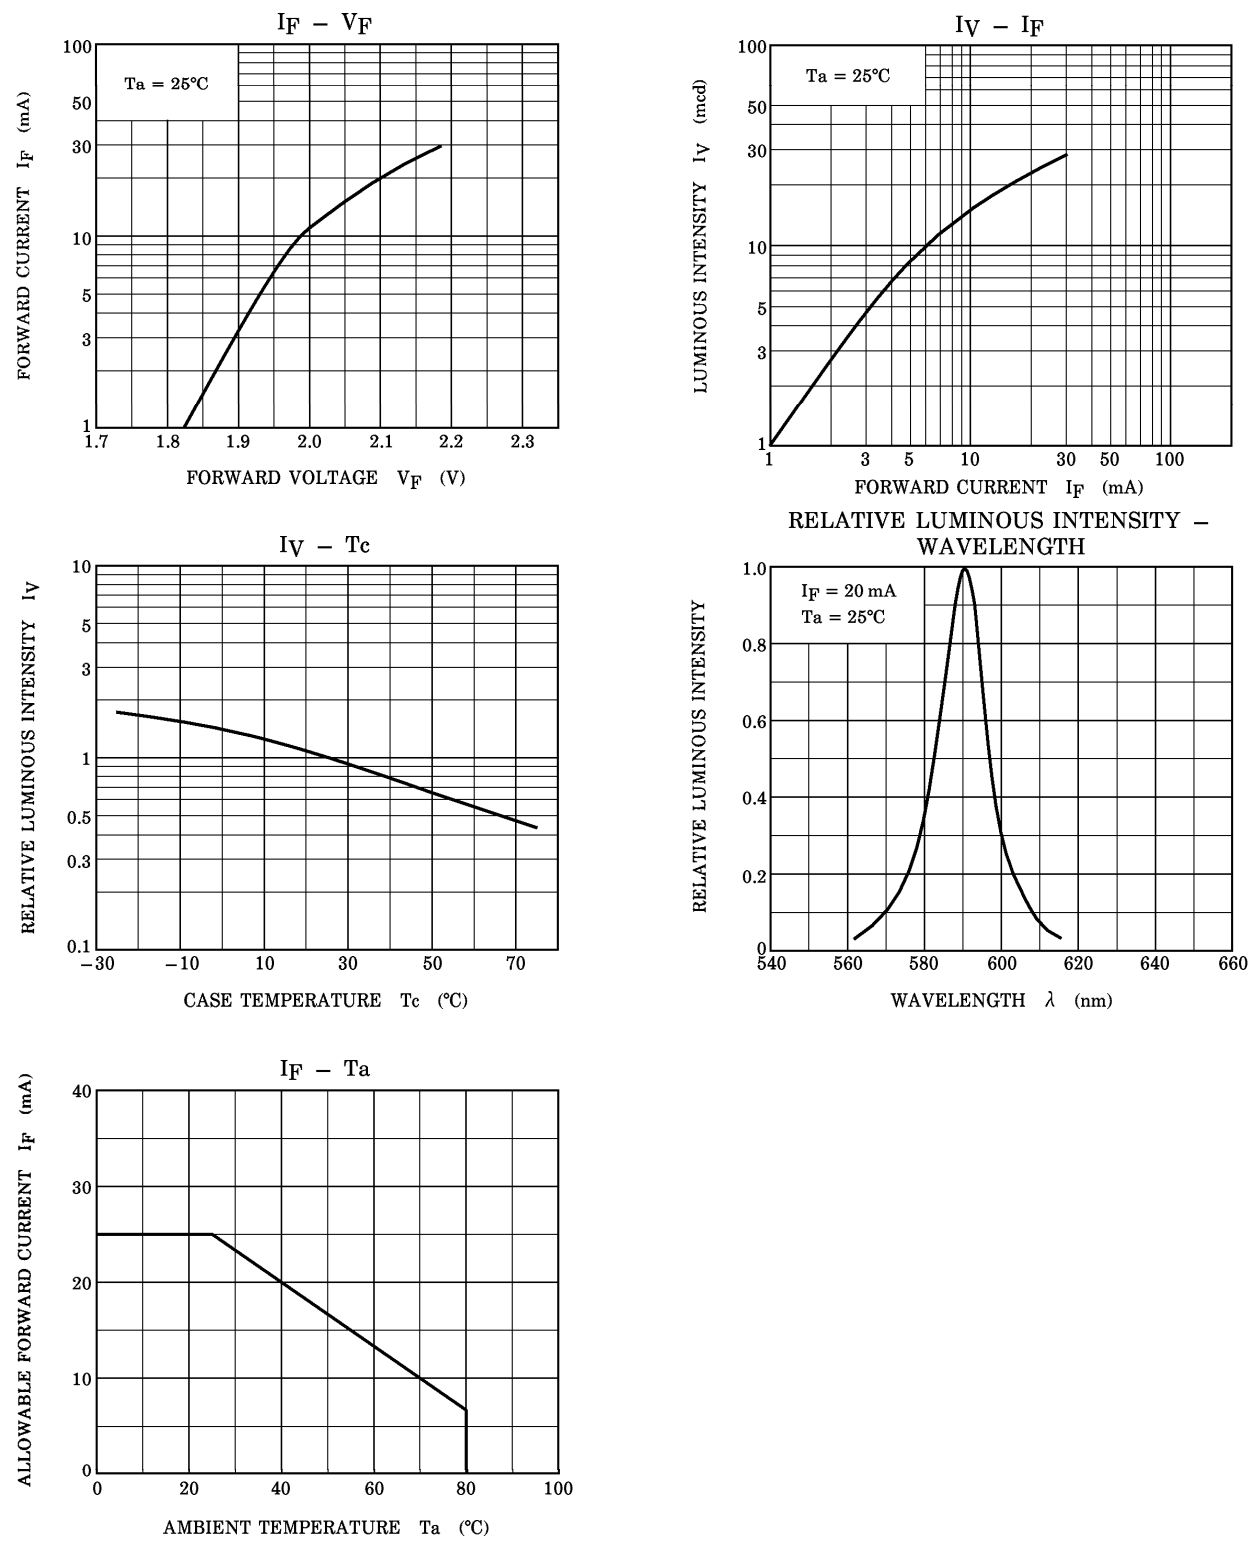 IF – VF
100
50
30
10
5
3
1
Ta = 25℃
1.7 1.8 1.9 2.0 2.1 2.2 2.3
FORWARD CURRENT IF (mA)
FORWARD VOLTAGE VF (V)
IV – IF
100
50
30
10
5
3
1
Ta = 25℃
1 3 5 10 30 50 100
LUMINOUS INTENSITY IV (mcd)
FORWARD CURRENT IF (mA)
IV – Tc
10
5
3
1
0.5
0.3
0.1
–30 –10 10 30 50 70
RELATIVE LUMINOUS INTENSITY IV
CASE TEMPERATURE Tc (℃)
RELATIVE LUMINOUS INTENSITY –
WAVELENGTH
1.0
0.8
0.6
0.4
0.2
0
IF = 20 mA
Ta = 25℃
540 560 580 600 620 640 660
RELATIVE LUMINOUS INTENSITY
WAVELENGTH λ (nm)
IF – Ta
40
30
20
10
0
0 20 40 60 80 100
ALLOWABLE FORWARD CURRENT IF (mA)
AMBIENT TEMPERATURE Ta (℃)